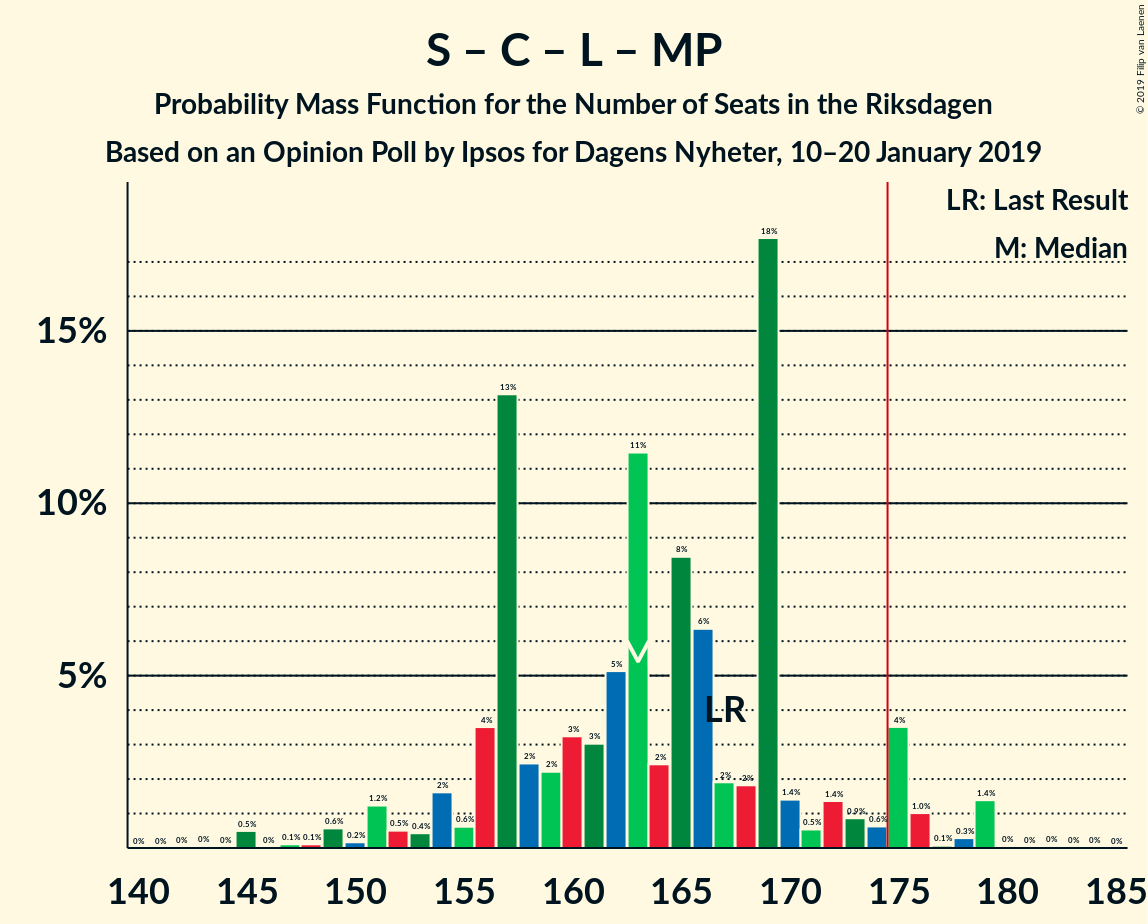 S – C – L – MP
Probability Mass Function for the Number of Seats in the Riksdagen
Based on an Opinion Poll by Ipsos for Dagens Nyheter, 10–20 January 2019
© 2019 Filip van Laenen
LR: Last Result
M: Median
15%
10%
5%
0% 0% 0% 0% 0% 0.5% 0% 0.1% 0.1% 0.6% 0.2% 1.2% 0.5% 0.4% 2% 0.6% 4% 13% 2% 2% 3% 3% 5% 11% 2% 8% 6% 2% 2% 18% 1.4% 0.5% 1.4% 0.9% 0.6% 4% 1.0% 0.1% 0.3% 1.4% 0% 0% 0% 0% 0% 0%
LR
140 145 150 155 160 165 170 175 180 185